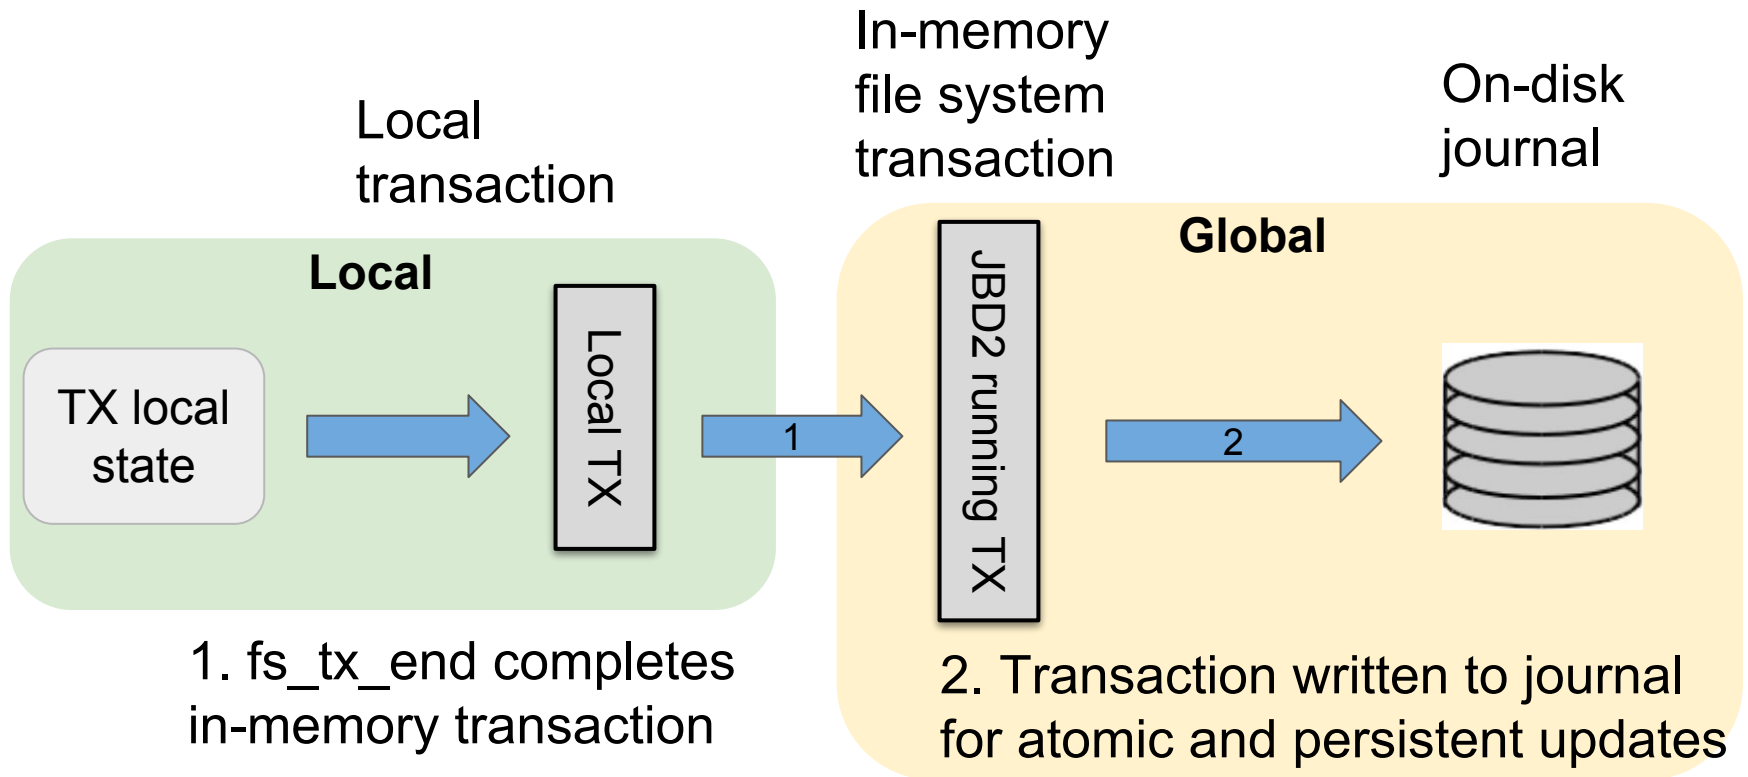 Local
transaction
In-memory
file system
transaction
On-disk
journal
Local
Global
TX local
state
Local TX
1
JBD2 running TX
2
1. fs_tx_end completes
in-memory transaction
2. Transaction written to journal
for atomic and persistent updates